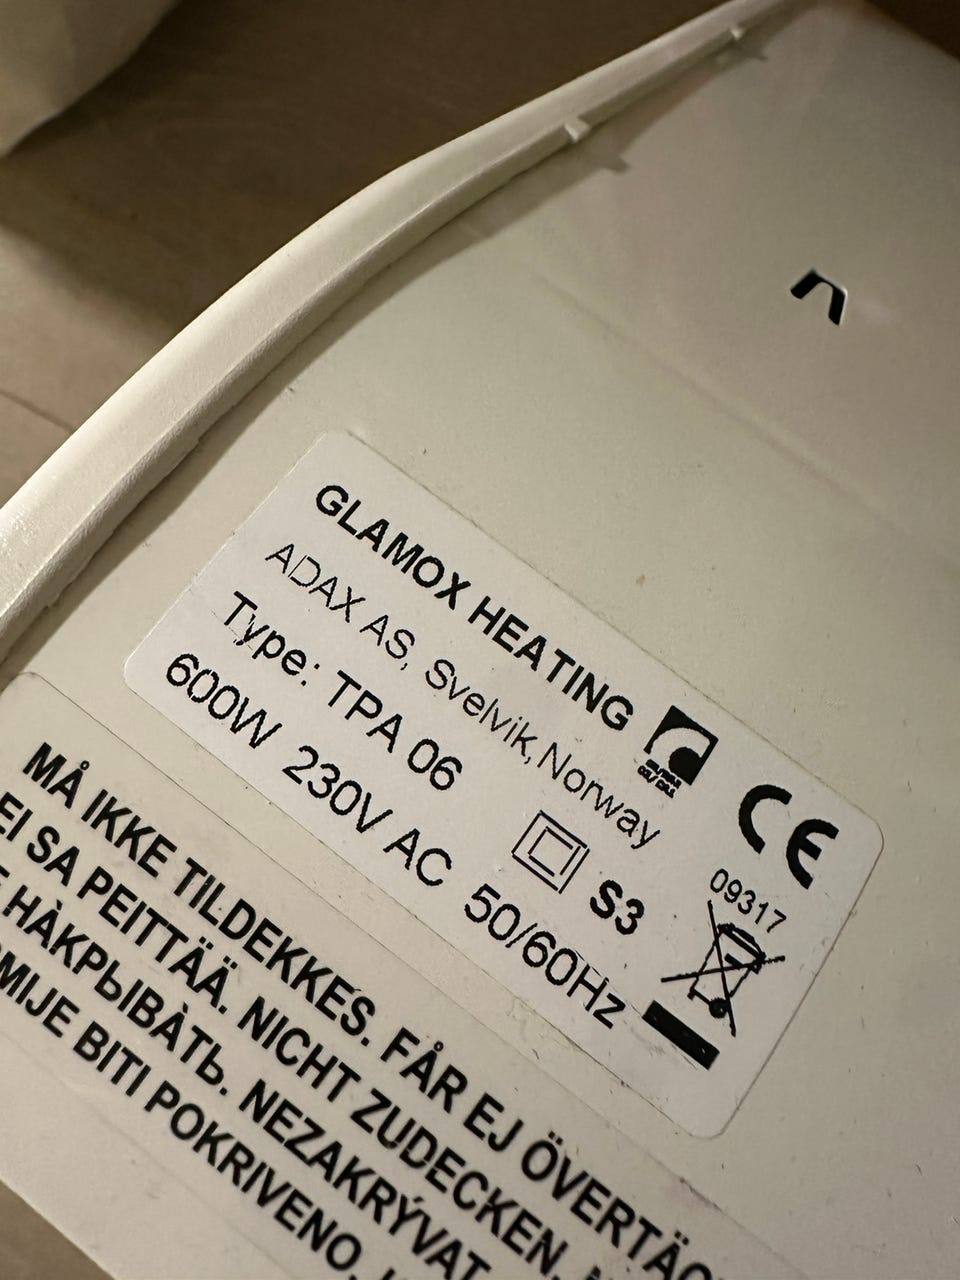 GLAMOX HEATING
ADAX AS, Svelvik, Norway
Type: TPA 06
S3
600W 230V AC 50/60Hz
CE
09317
MÅ IKKE TILDEKKES. FÅR EJ ÖVERTÄC
EI SA PEITTÄÄ. NICHT ZUDECKEN.
HÀКРЫВÀТЬ. NEZAKRÝVAT
MIJE BITI POKRIVENO.